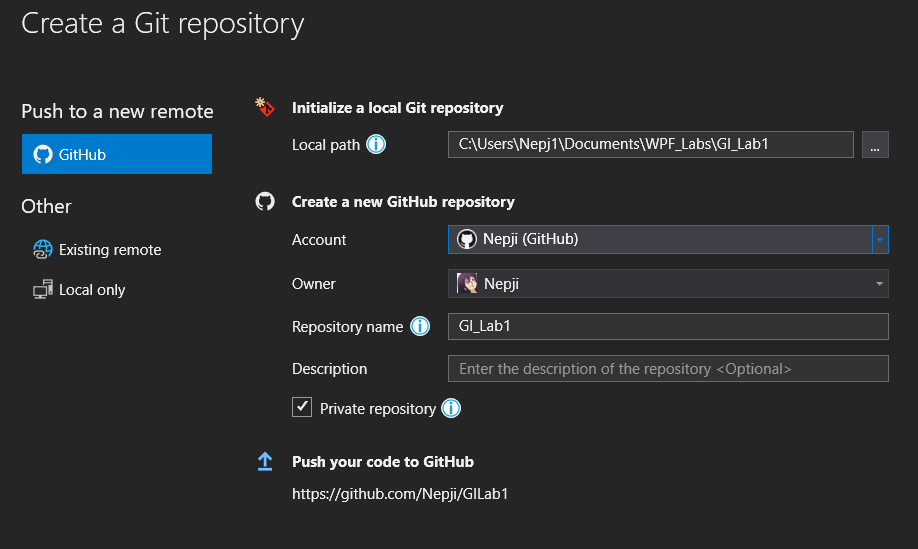 Create a Git repository
Push to a new remote
GitHub
Other
Existing remote
Local only
Initialize a local Git repository
Local path C:\Users\Nepj1\Documents\WPF_Labs\GI_Lab1 ...
Create a new GitHub repository
Account Nepji (GitHub)
Owner Nepji
Repository name GI_Lab1
Description Enter the description of the repository <Optional>
Private repository
Push your code to GitHub
https://github.com/Nepji/GILab1